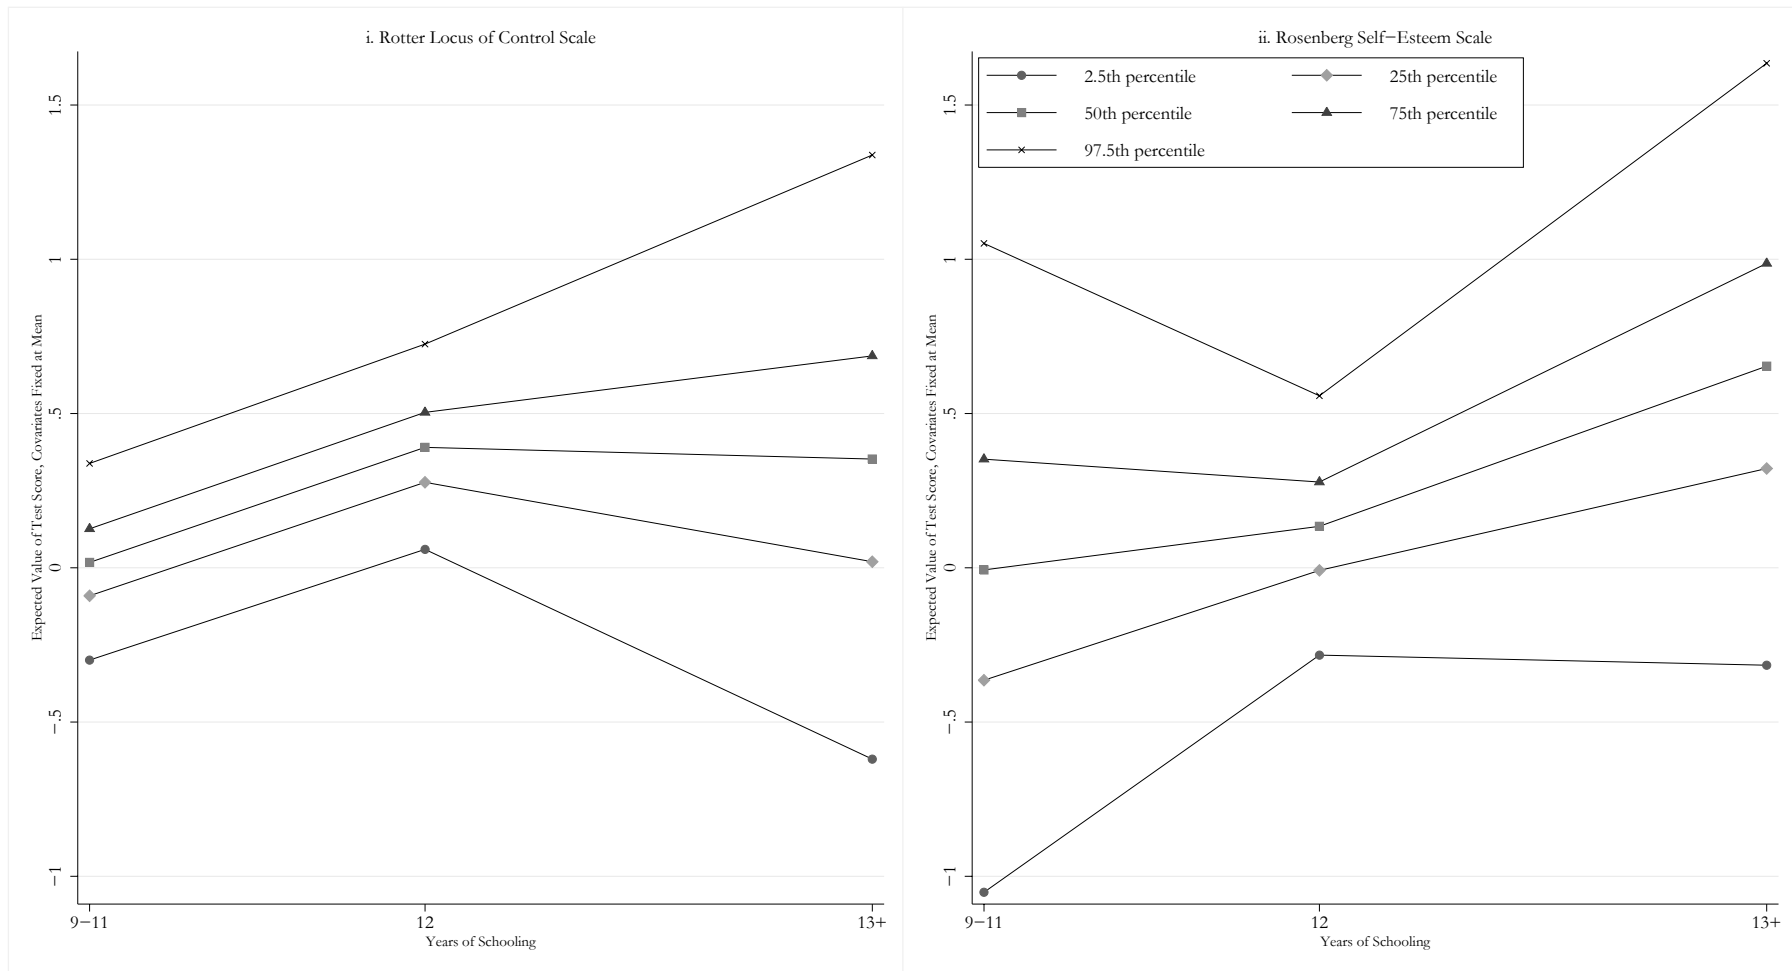 i. Rotter Locus of Control Scale
Expected Value of Test Score, Covariates Fixed at Mean
1.5
1
.5
0
−.5
−1
9−11
12
13+
Years of Schooling
ii. Rosenberg Self−Esteem Scale
2.5th percentile
25th percentile
50th percentile
75th percentile
97.5th percentile
Expected Value of Test Score, Covariates Fixed at Mean
1.5
1
.5
0
−.5
−1
9−11
12
13+
Years of Schooling